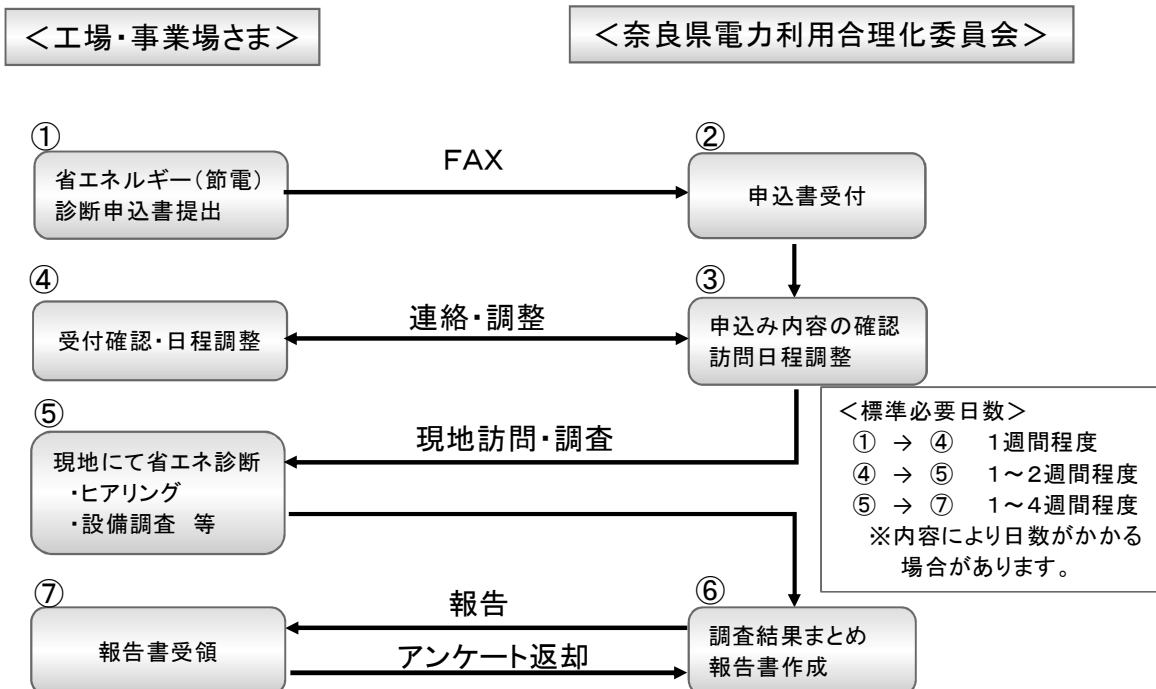 ＜工場・事業場さま＞
＜奈良県電力利用合理化委員会＞
①
省エネルギー（節電）
診断申込書提出
FAX
②
申込書受付
④
受付確認・日程調整
連絡・調整
③
申込み内容の確認
訪問日程調整
⑤
現地にて省エネ診断
・ヒアリング
・設備調査　等
現地訪問・調査
＜標準必要日数＞
① → ④　1週間程度
④ → ⑤　1～2週間程度
⑤ → ⑦　1～4週間程度
※内容により日数がかかる
場合があります。
⑦
報告書受領
報告
アンケート返却
⑥
調査結果まとめ
報告書作成